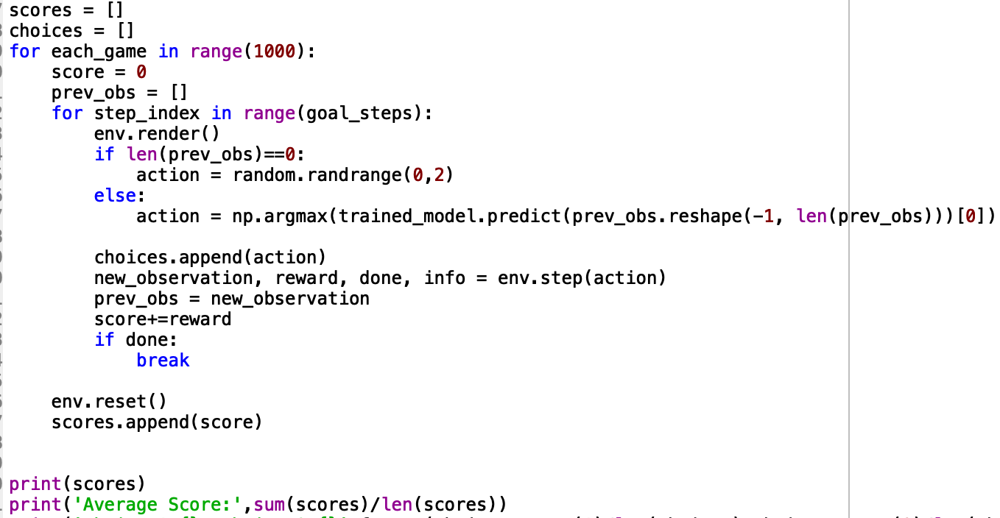 scores = []
choices = []
for each_game in range(1000):
    score = 0
    prev_obs = []
    for step_index in range(goal_steps):
        env.render()
        if len(prev_obs)==0:
            action = random.randrange(0,2)
        else:
            action = np.argmax(trained_model.predict(prev_obs.reshape(-1, len(prev_obs)))[0])
        choices.append(action)
        new_observation, reward, done, info = env.step(action)
        prev_obs = new_observation
        score+=reward
        if done:
            break
    env.reset()
    scores.append(score)
print(scores)
print('Average Score:',sum(scores)/len(scores))